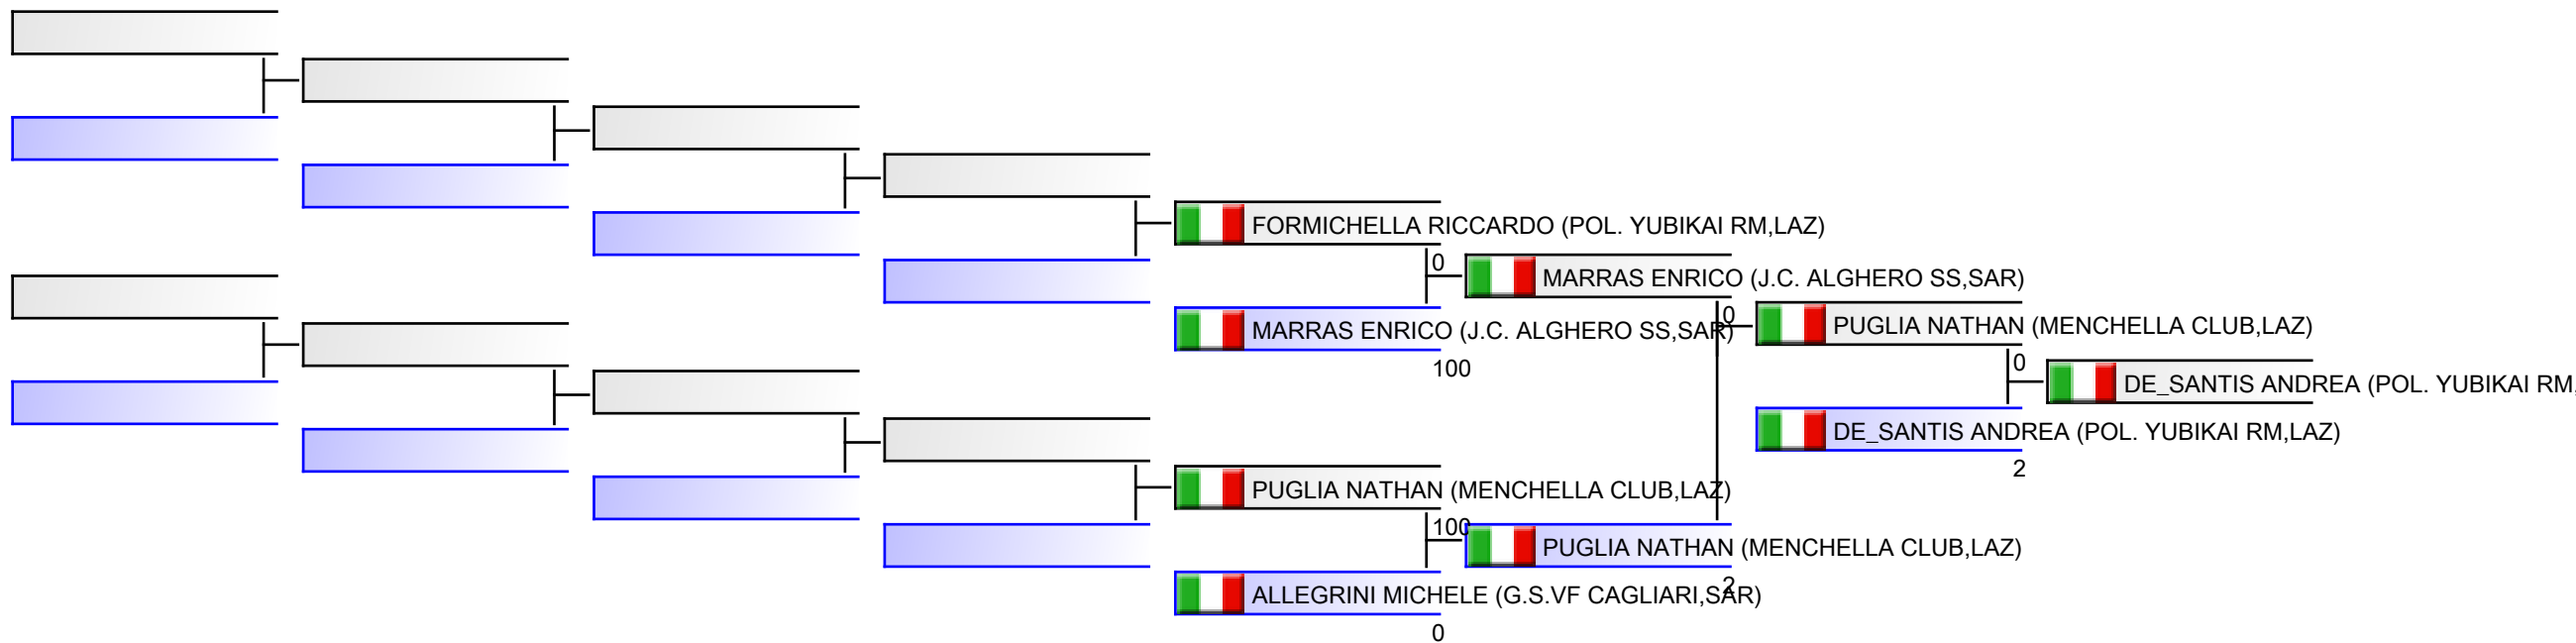 FORMICHELLA RICCARDO (POL. YUBIKAI RM,LAZ)
0
MARRAS ENRICO (J.C. ALGHERO SS,SAR)
0
MARRAS ENRICO (J.C. ALGHERO SS,SAR)
PUGLIA NATHAN (MENCHELLA CLUB,LAZ)
100
0
DE_SANTIS ANDREA (POL. YUBIKAI RM,
DE_SANTIS ANDREA (POL. YUBIKAI RM,LAZ)
2
PUGLIA NATHAN (MENCHELLA CLUB,LAZ)
100
PUGLIA NATHAN (MENCHELLA CLUB,LAZ)
2
ALLEGRINI MICHELE (G.S.VF CAGLIARI,SAR)
0